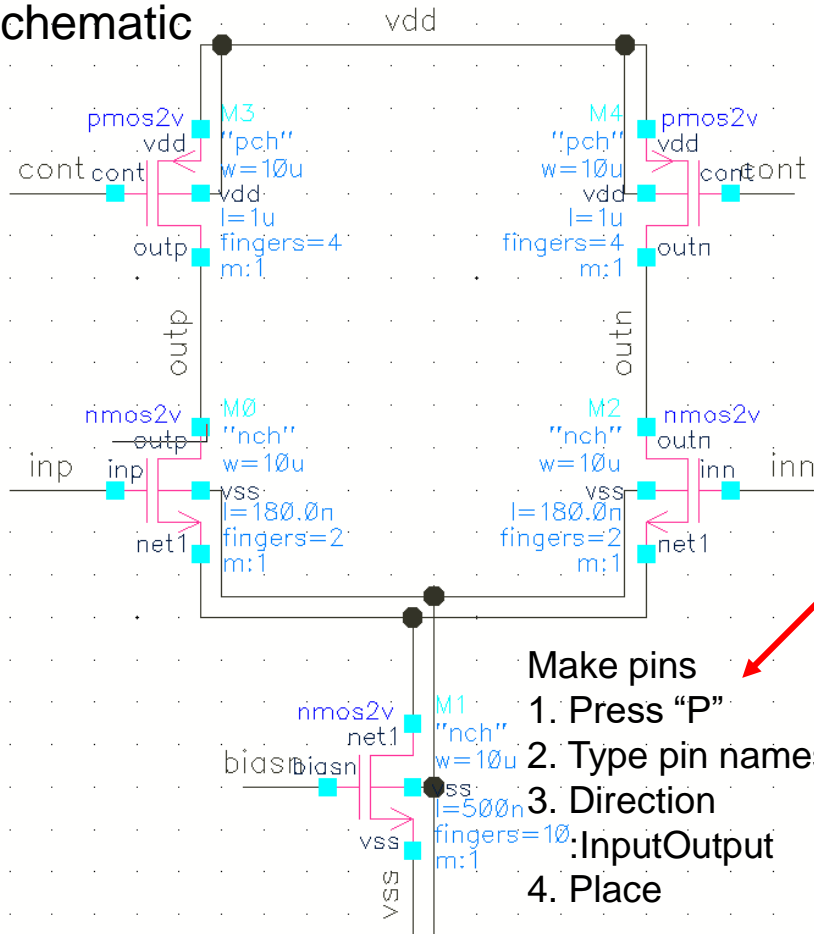 chematic
vdd
pmos2v
vdd
M3
"pch"
w=10u
vdd
l=1u
fingers=4
m:1
cont
cont
outp
M4
"pch"
w=10u
vdd
l=1u
fingers=4
m:1
pmos2v
vdd
cont
cont
outn
outp
outn
nmos2v
outp
inp
inp
net1
M0
"nch"
w=10u
vss
l=180.0n
fingers=2
m:1
M2
"nch"
w=10u
vss
l=180.0n
fingers=2
m:1
nmos2v
outn
inn
inn
net1
nmos2v
net1
biasn
biasn
vss
M1
"nch"
w=10u
vss
l=500n
fingers=10
m:1
vss
Make pins
1. Press “P”
2. Type pin names
3. Direction
:InputOutput
4. Place